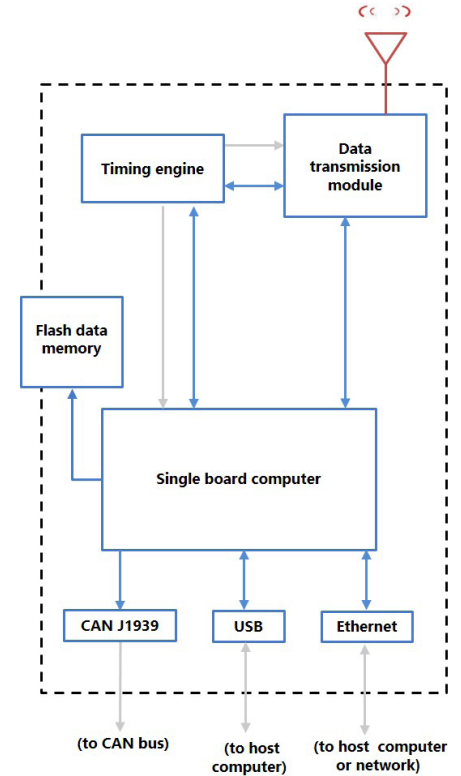 Timing engine
Data
transmission
module
Flash data
memory
Single board computer
CAN J1939
USB
Ethernet
(to CAN bus)
(to host
computer)
(to host computer
or network)